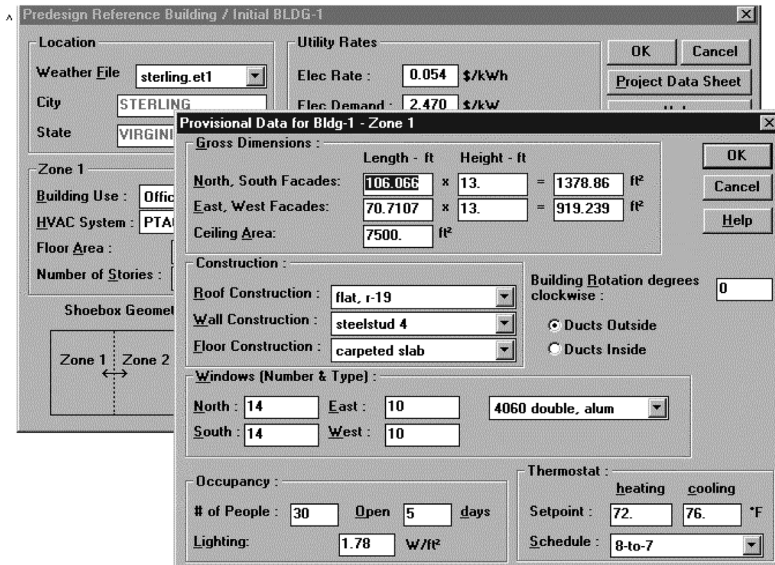 Predesign Reference Building / Initial BLDG-1
Location
Utility Rates
OK Cancel
Weather File sterling.et1
Elec Rate : 0.054 $/kWh
Project Data Sheet
City STERLING
Elec Demand : 2.470 $/kW
State VIRGINI
Zone 1
Building Use : Offic
HVAC System : PTA
Floor Area :
Number of Stories :
Shoebox Geomet
Zone 1 Zone 2
Provisional Data for Bldg-1 - Zone 1
Gross Dimensions :
Length - ft Height - ft
North, South Facades: 106.066 x 13. = 1378.86 ft²
East, West Facades: 70.7107 x 13. = 919.239 ft²
Ceiling Area: 7500. ft²
OK
Cancel
Help
Construction :
Roof Construction : flat, r-19
Wall Construction : steelstud 4
Floor Construction : carpeted slab
Building Rotation degrees
clockwise : 0
Ducts Outside
Ducts Inside
Windows (Number & Type) :
North : 14 East : 10 4060 double, alum
South : 14 West : 10
Occupancy :
# of People : 30 Open 5 days
Lighting: 1.78 W/ft²
Thermostat :
heating cooling
Setpoint : 72. 76. °F
Schedule : 8-to-7